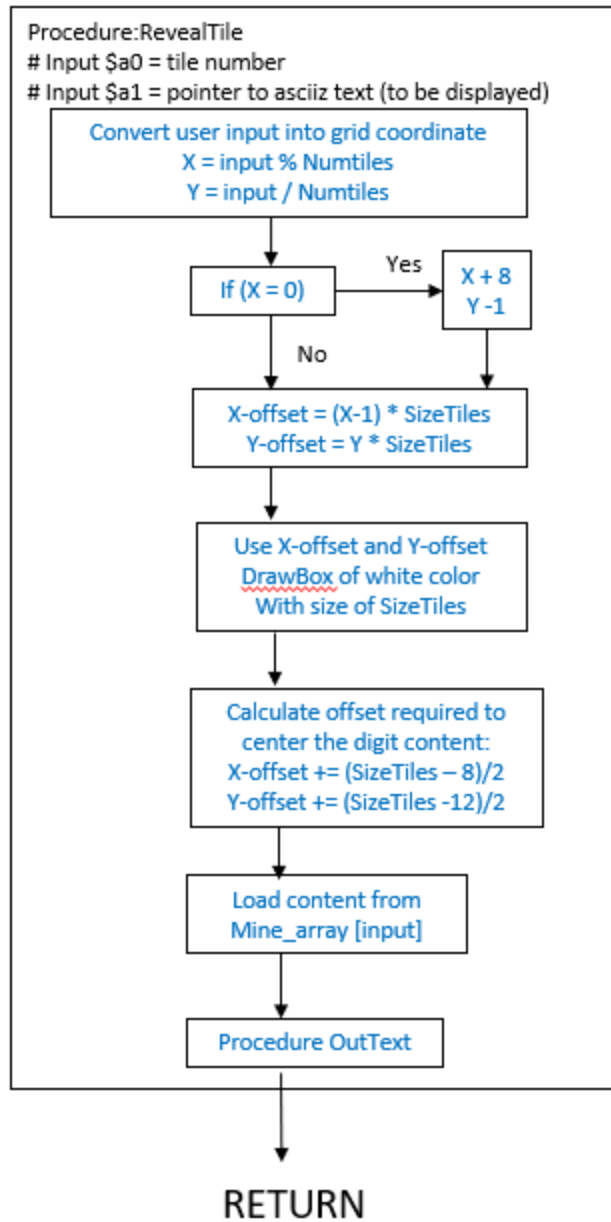 Procedure:RevealTile
# Input $a0 = tile number
# Input $a1 = pointer to asciiz text (to be displayed)
Convert user input into grid coordinate
X = input % Numtiles
Y = input / Numtiles
If (X = 0)
Yes
X + 8
Y -1
No
X-offset = (X-1) * SizeTiles
Y-offset = Y * SizeTiles
Use X-offset and Y-offset
DrawBox of white color
With size of SizeTiles
Calculate offset required to
center the digit content:
X-offset += (SizeTiles – 8)/2
Y-offset += (SizeTiles -12)/2
Load content from
Mine_array [input]
Procedure OutText
RETURN